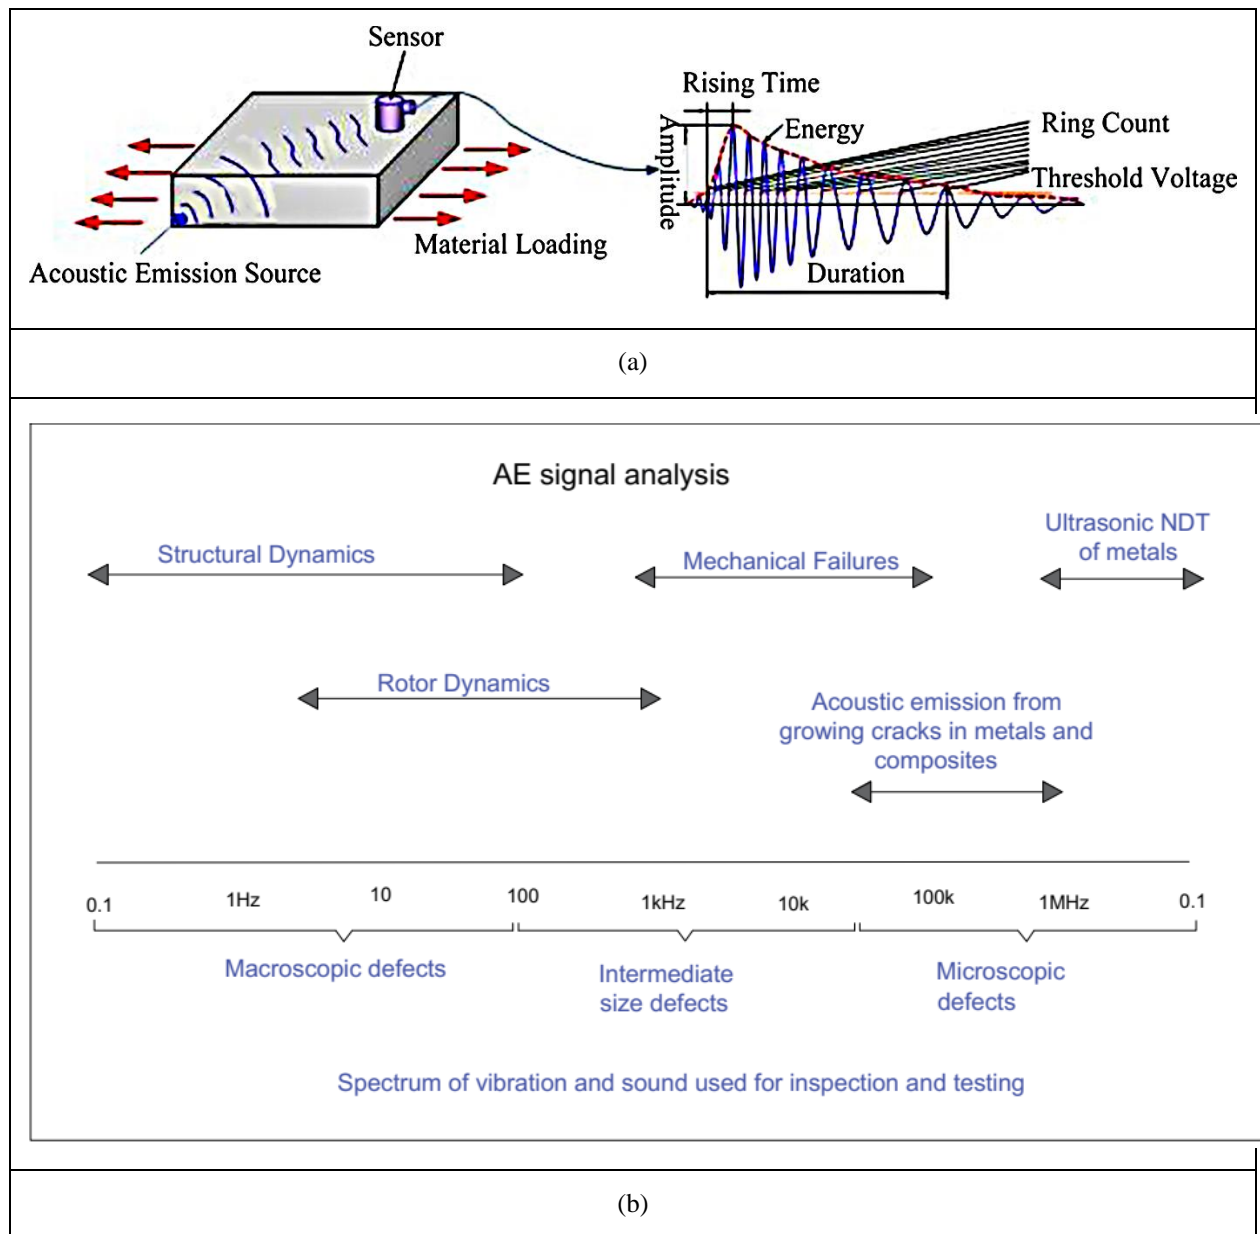 Sensor
Rising Time
Amplitude
Energy
Ring Count
Threshold Voltage
Material Loading
Acoustic Emission Source
Duration
(a)
AE signal analysis
Structural Dynamics
Mechanical Failures
Ultrasonic NDT
of metals
Rotor Dynamics
Acoustic emission from
growing cracks in metals and
composites
0.1 1Hz 10 100 1kHz 10k 100k 1MHz 0.1
Macroscopic defects
Intermediate
size defects
Microscopic
defects
Spectrum of vibration and sound used for inspection and testing
(b)